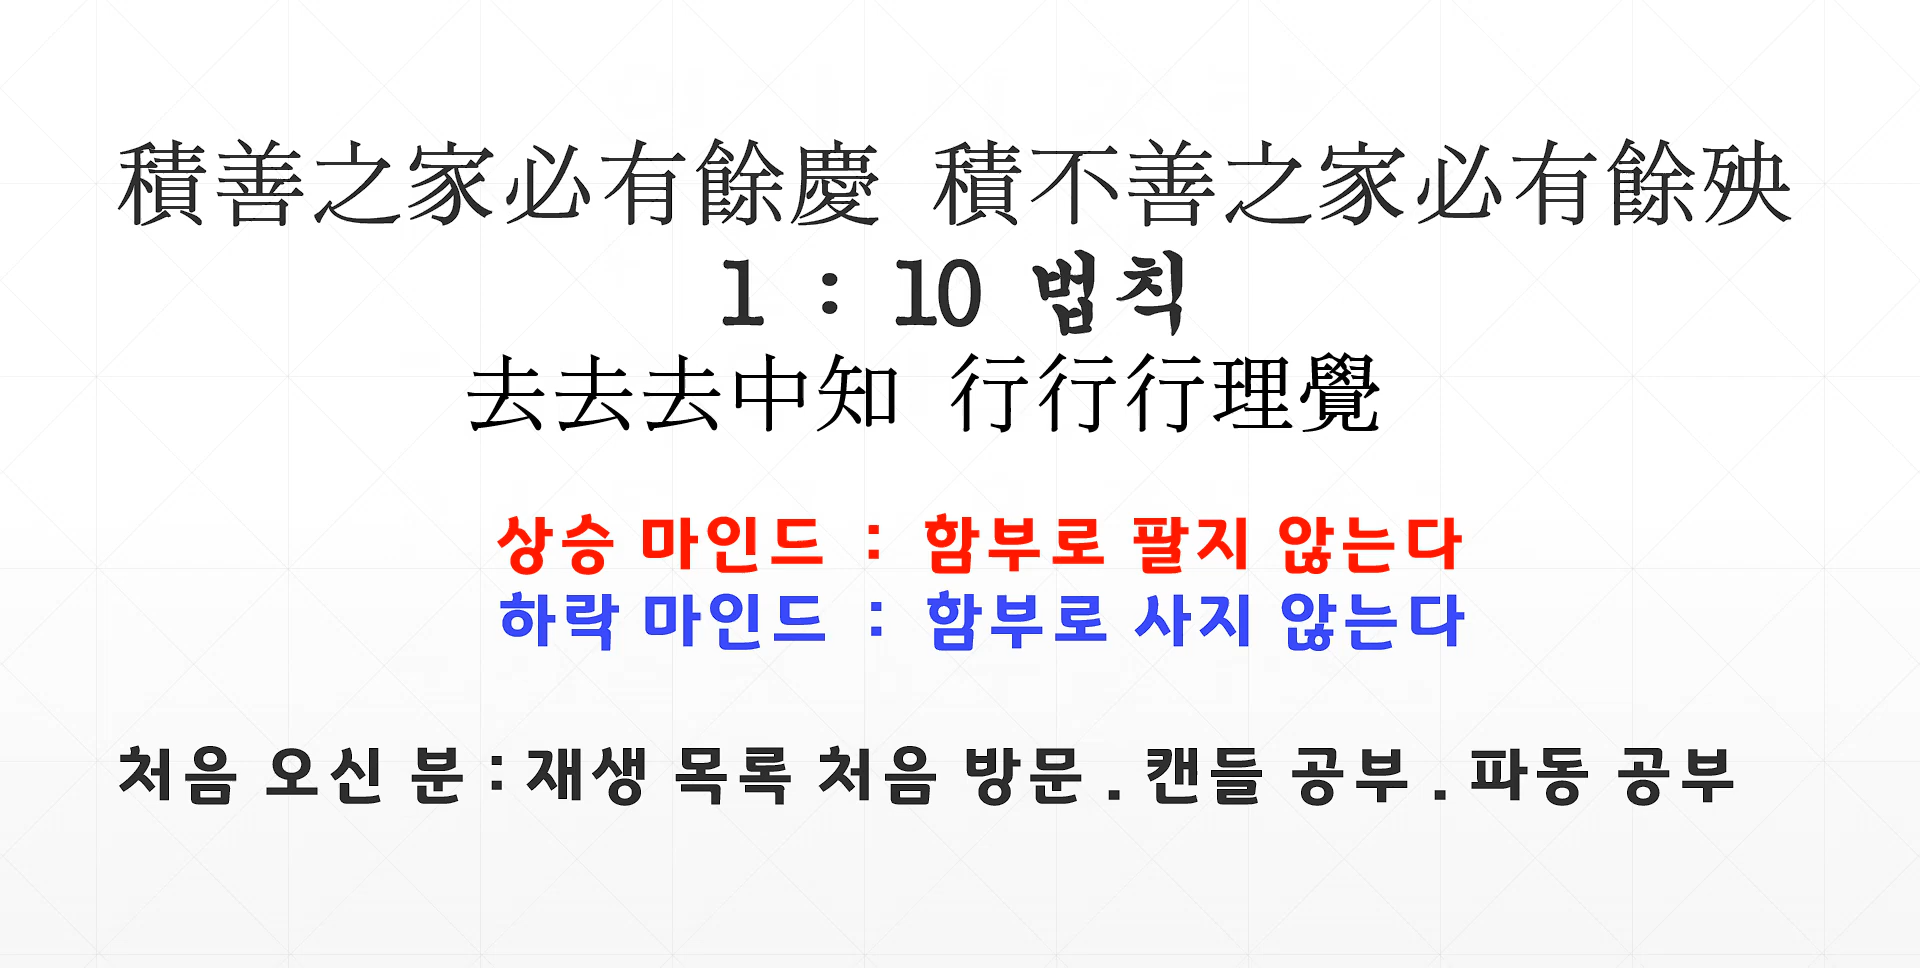 積善之家必有餘慶 積不善之家必有餘殃
1 : 10 법칙
去去去中知 行行行理覺
상승 마인드 : 함부로 팔지 않는다
하락 마인드 : 함부로 사지 않는다
처음 오신 분 : 재생 목록 처음 방문 . 캔들 공부 . 파동 공부